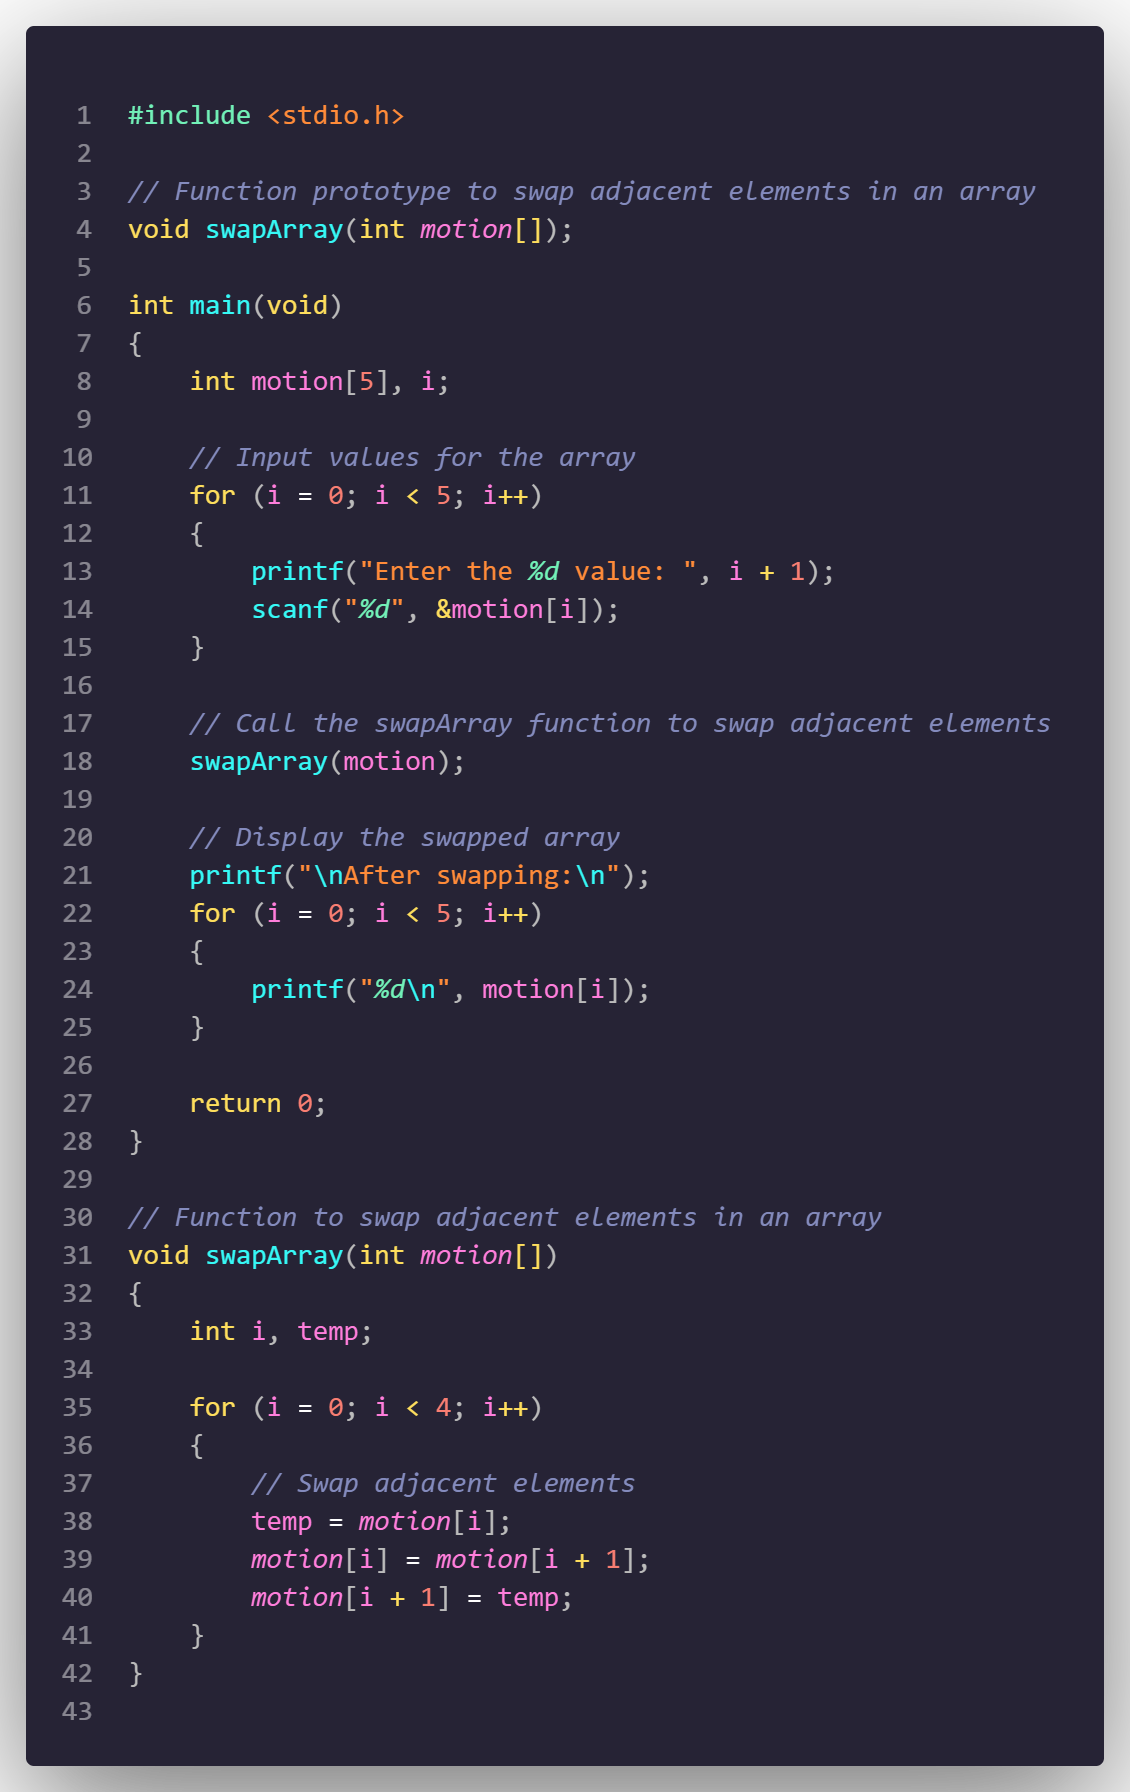 1 #include <stdio.h>
2
3 // Function prototype to swap adjacent elements in an array
4 void swapArray(int motion[]);
5
6 int main(void)
7 {
8     int motion[5], i;
9
10     // Input values for the array
11     for (i = 0; i < 5; i++)
12     {
13         printf("Enter the %d value: ", i + 1);
14         scanf("%d", &motion[i]);
15     }
16
17     // Call the swapArray function to swap adjacent elements
18     swapArray(motion);
19
20     // Display the swapped array
21     printf("\nAfter swapping:\n");
22     for (i = 0; i < 5; i++)
23     {
24         printf("%d\n", motion[i]);
25     }
26
27     return 0;
28 }
29
30 // Function to swap adjacent elements in an array
31 void swapArray(int motion[])
32 {
33     int i, temp;
34
35     for (i = 0; i < 4; i++)
36     {
37         // Swap adjacent elements
38         temp = motion[i];
39         motion[i] = motion[i + 1];
40         motion[i + 1] = temp;
41     }
42 }
43